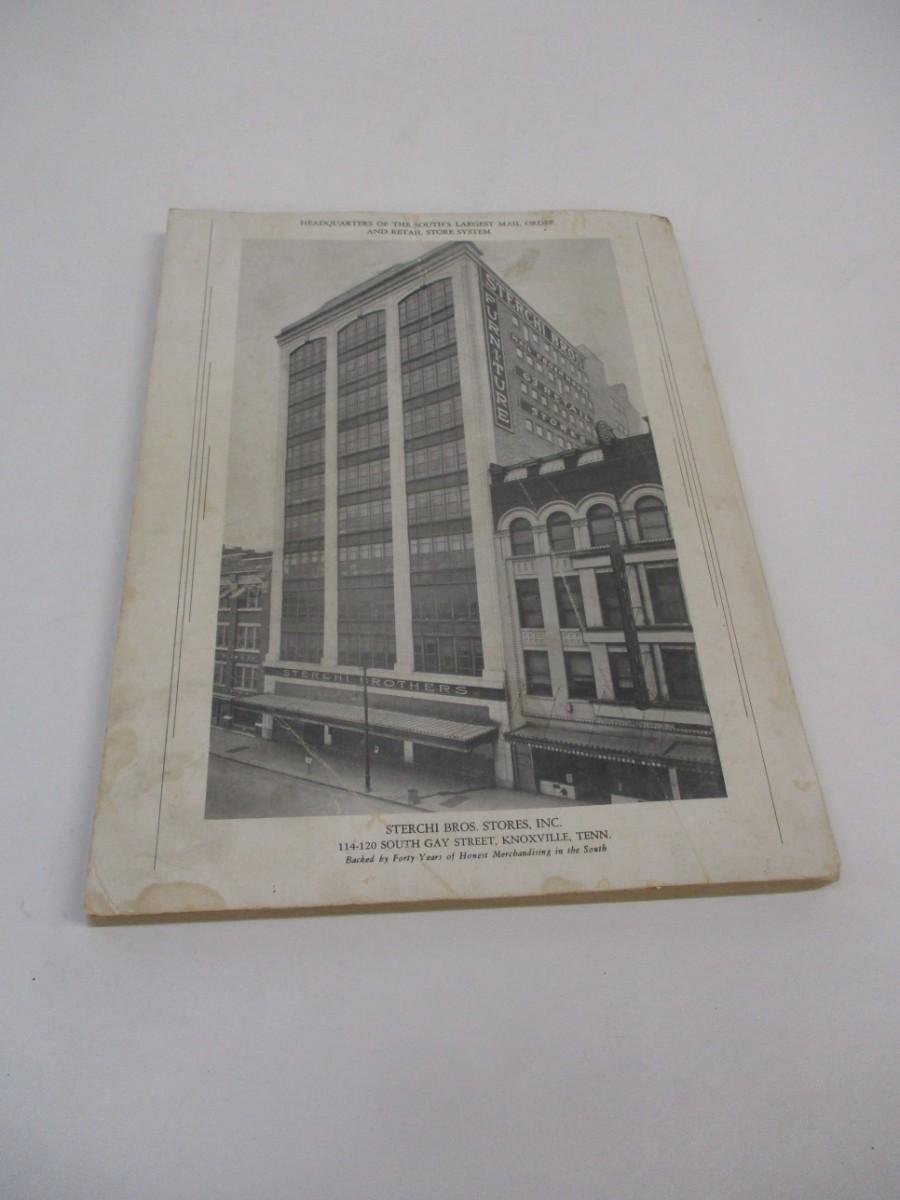 HEADQUARTERS OF THE SOUTH'S LARGEST MAIL ORDER
AND RETAIL STORE SYSTEM
STERCHI BROS.
FURNITURE
STORES
STERCHI BROTHERS
STERCHI BROS. STORES, INC.
114-120 SOUTH GAY STREET, KNOXVILLE, TENN.
Backed by Forty Years of Honest Merchandising in the South